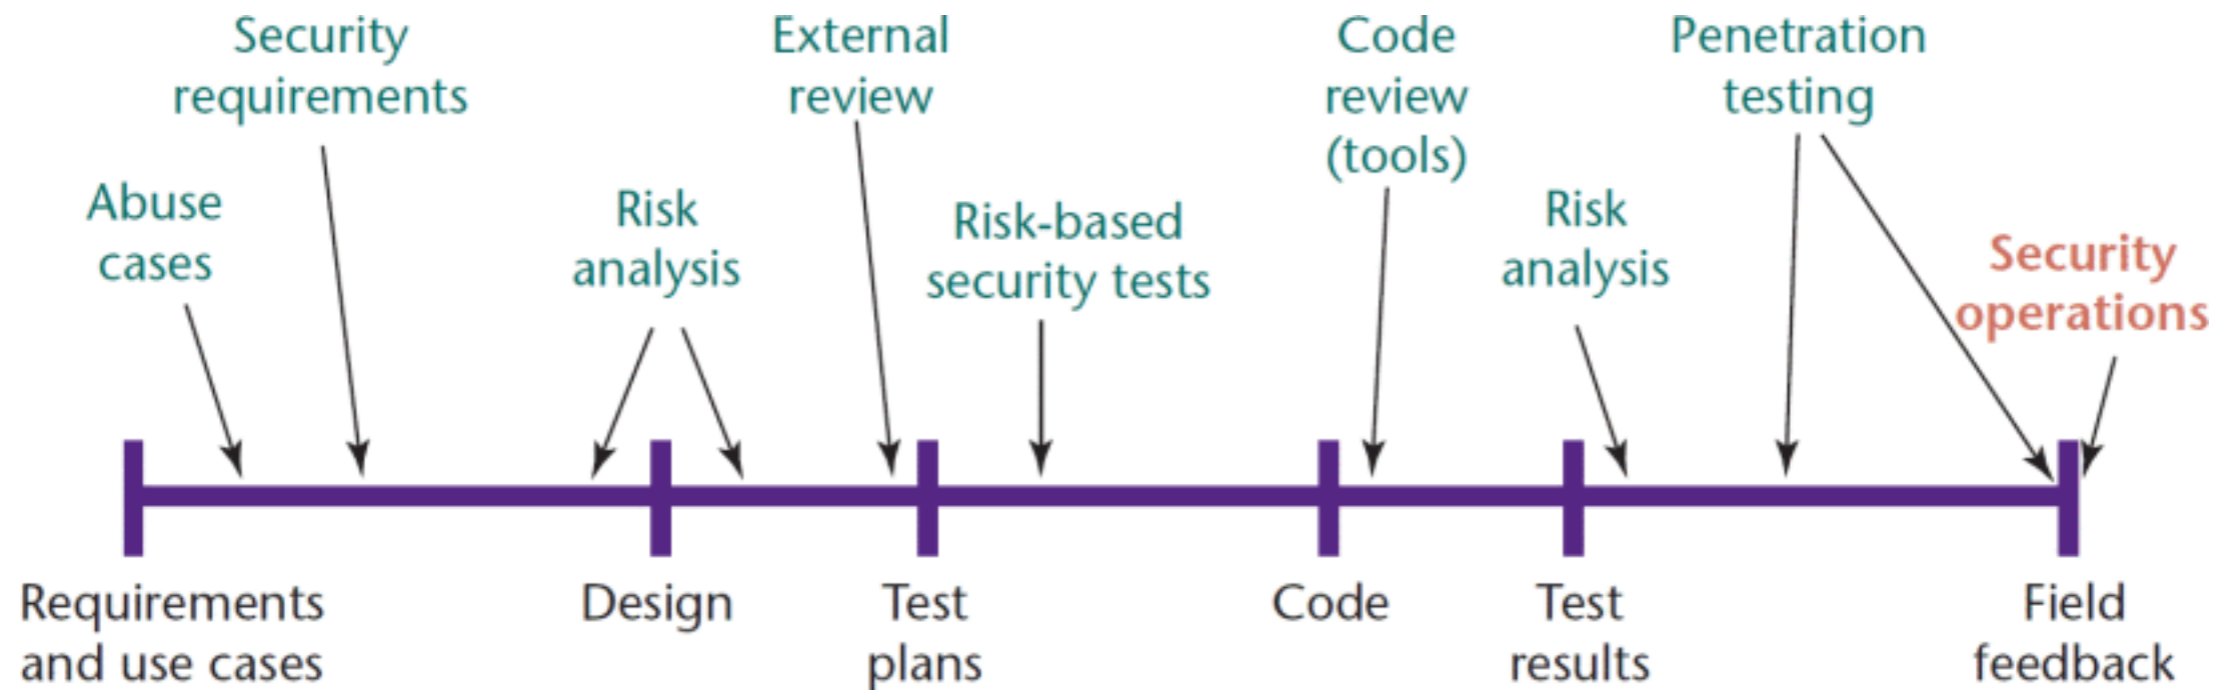 Security
requirements
External
review
Code
review
(tools)
Penetration
testing
Abuse
cases
Risk
analysis
Risk-based
security tests
Risk
analysis
Security
operations
Requirements
and use cases
Design
Test
plans
Code
Test
results
Field
feedback